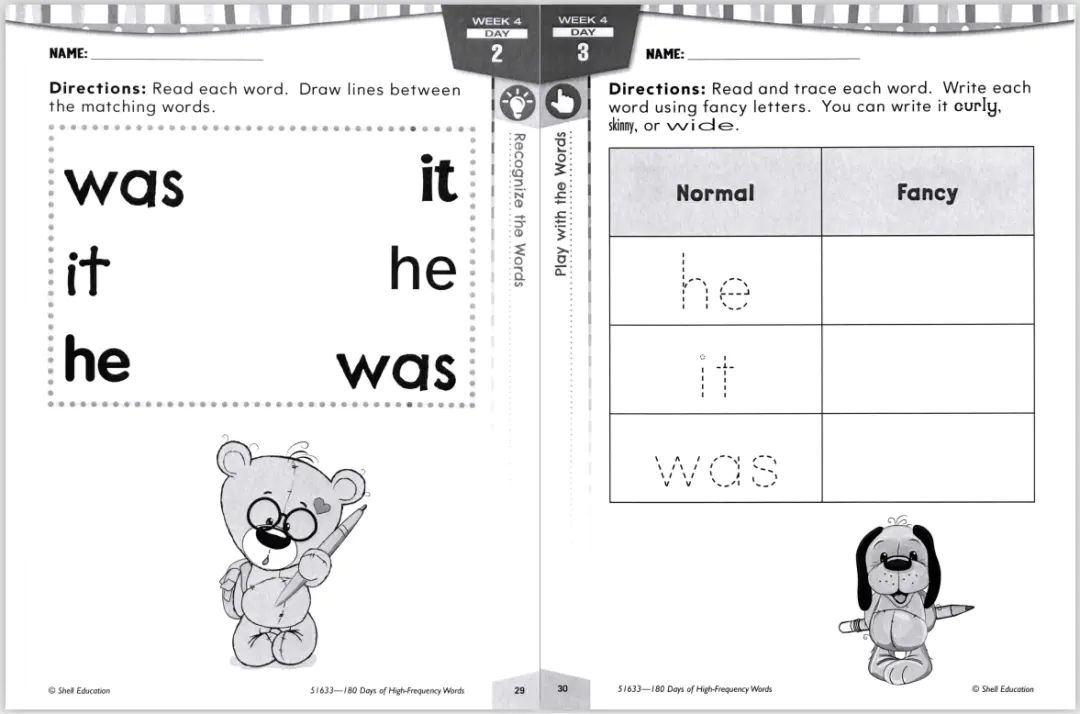 WEEK 4
DAY
2
NAME:
Directions: Read each word. Draw lines between
the matching words.
was it
it he
he was
Recognize the Words
© Shell Education
51633—180 Days of High-Frequency Words
29
WEEK 4
DAY
3
NAME:
Directions: Read and trace each word. Write each
word using fancy letters. You can write it curly,
skinny, or wide.
Play with the Words
Normal Fancy
he
it
was
30
51633—180 Days of High-Frequency Words
© Shell Education